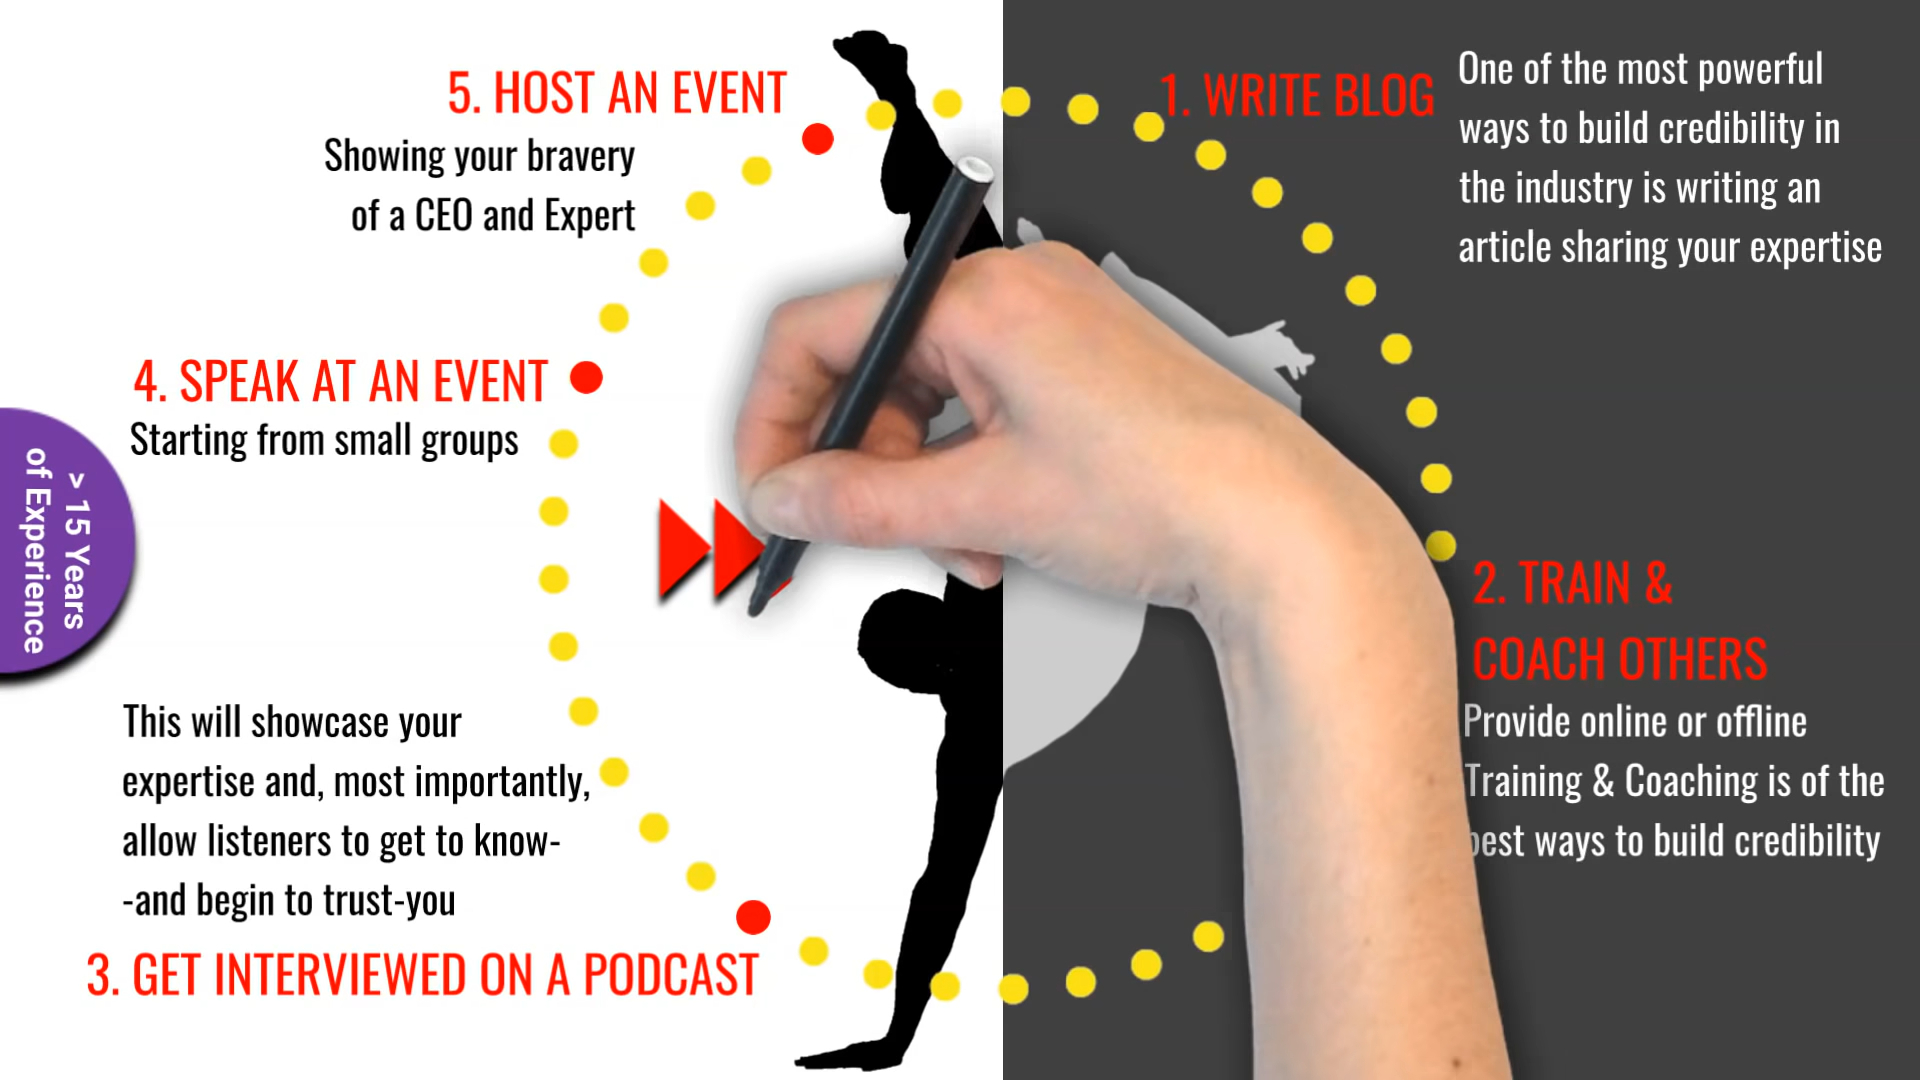 5. HOST AN EVENT
Showing your bravery
of a CEO and Expert
4. SPEAK AT AN EVENT
Starting from small groups
> 15 Years
of Experience
This will showcase your
expertise and, most importantly,
allow listeners to get to know-
-and begin to trust-you
3. GET INTERVIEWED ON A PODCAST
1. WRITE BLOG
One of the most powerful
ways to build credibility in
the industry is writing an
article sharing your expertise
2. TRAIN &
COACH OTHERS
Provide online or offline
Training & Coaching is of the
best ways to build credibility